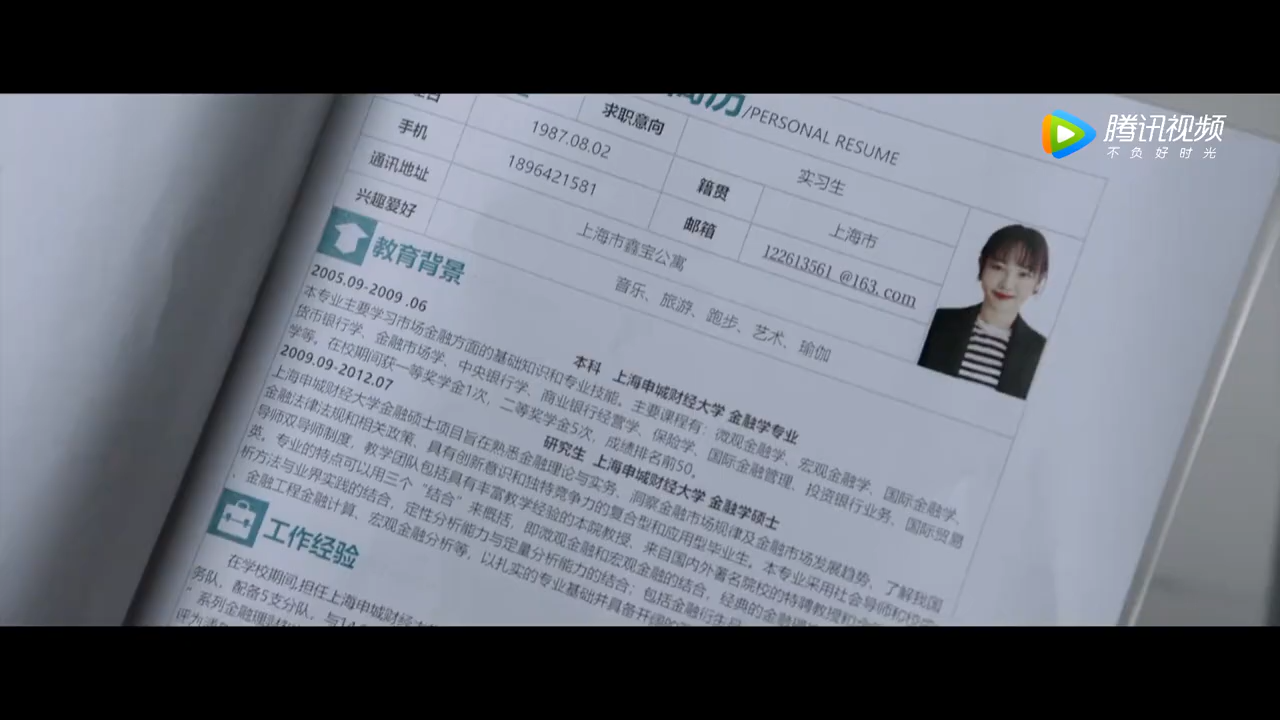 腾讯视频
不负好时光
简历/PERSONAL RESUME
求职意向 实习生
1987.08.02 籍贯 上海市
手机 1896421581 邮箱 122613561 @163.com
通讯地址 上海市鑫宝公寓
兴趣爱好 音乐、旅游、跑步、艺术、瑜伽
教育背景
2005.09-2009 .06 本科 上海申城财经大学 金融学专业
本专业主要学习市场金融方面的基础知识和专业技能。主要课程有：微观金融学、宏观金融学、国际金融学、
货币银行学、金融市场学、中央银行学、商业银行经营学、保险学、国际金融管理、投资银行业务、国际贸易
学等。在校期间获一等奖学金1次，二等奖学金5次，成绩排名前50。
2009.09-2012.07 研究生 上海申城财经大学 金融学硕士
上海申城财经大学金融硕士项目旨在熟悉金融理论与实务、洞察金融市场规律及金融市场发展趋势、了解我国
金融法律法规和相关政策、具有创新意识和独特竞争力的复合型和应用型毕业生。本专业采用社会导师和校内
导师双导师制度，教学团队包括具有丰富教学经验的本院教授、来自国内外著名院校的特聘教授和
英。专业的特点可以用三个“结合”来概括，即微观金融和宏观金融的结合，经典的金融
析方法与业界实践的结合，定性分析能力与定量分析能力的结合；包括金融衍生品
、金融工程金融计算、宏观金融分析等，以扎实的专业基础并具备开阔的
工作经验
在学校期间,担任上海申城财经大
务队，配备5支分队，与14
“系列金融理财
评为